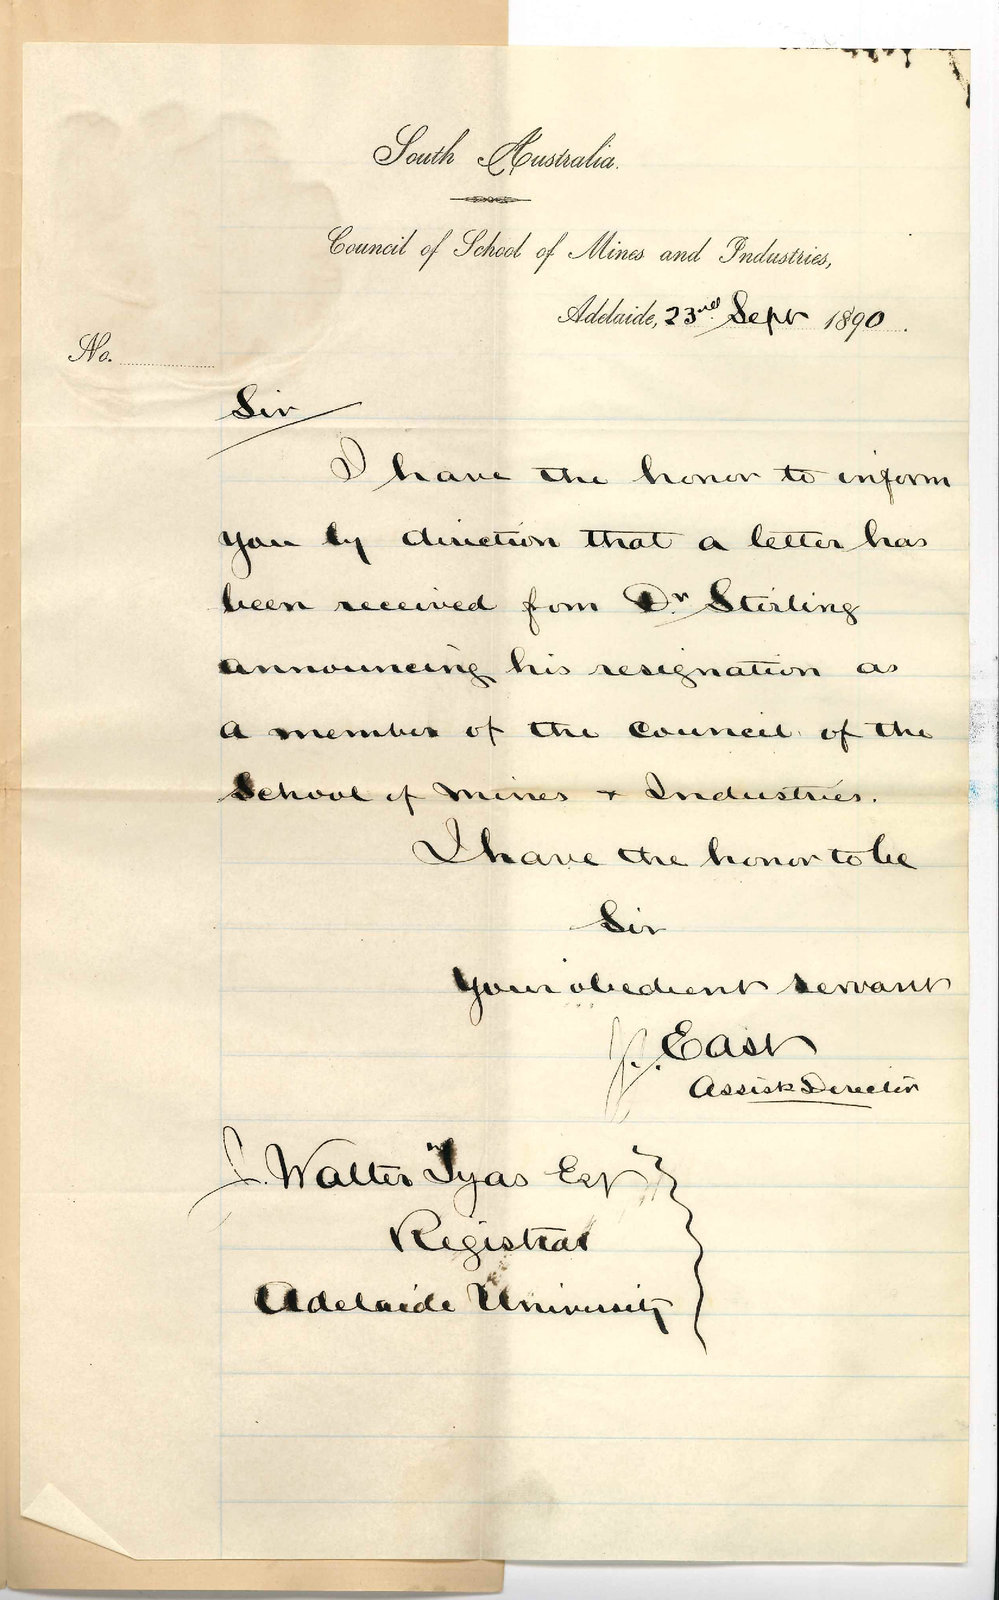 South Australia.
Council of School of Mines and Industries,
Adelaide, 23rd Sept 1890.
No.
Sir
I have the honor to inform
you by direction that a letter has
been received from Dr. Stirling
announcing his resignation as
a member of the council of the
School of Mines & Industries.
I have the honor to be
Sir
Your obedient servant
J. J. East
Assist Director
J. Walter Tyas Esq
Registrar
Adelaide University